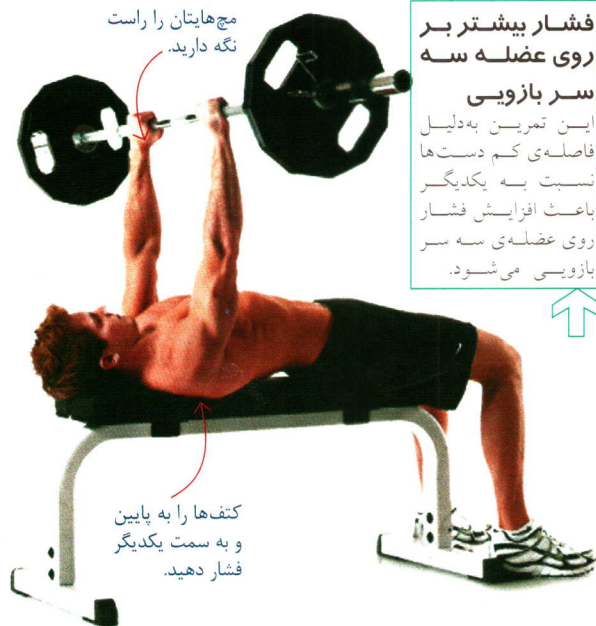 فشار بیشتر بر
روی عضله سه
سر بازویی
این تمرین به‌دلیل
فاصله‌ی کم دست‌ها
نسبت به یکدیگر
باعث افزایش فشار
روی عضله‌ی سه سر
بازویی می‌شود.
مچ‌هایتان را راست
نگه دارید.
کتف‌ها را به پایین
و به سمت یکدیگر
فشار دهید.